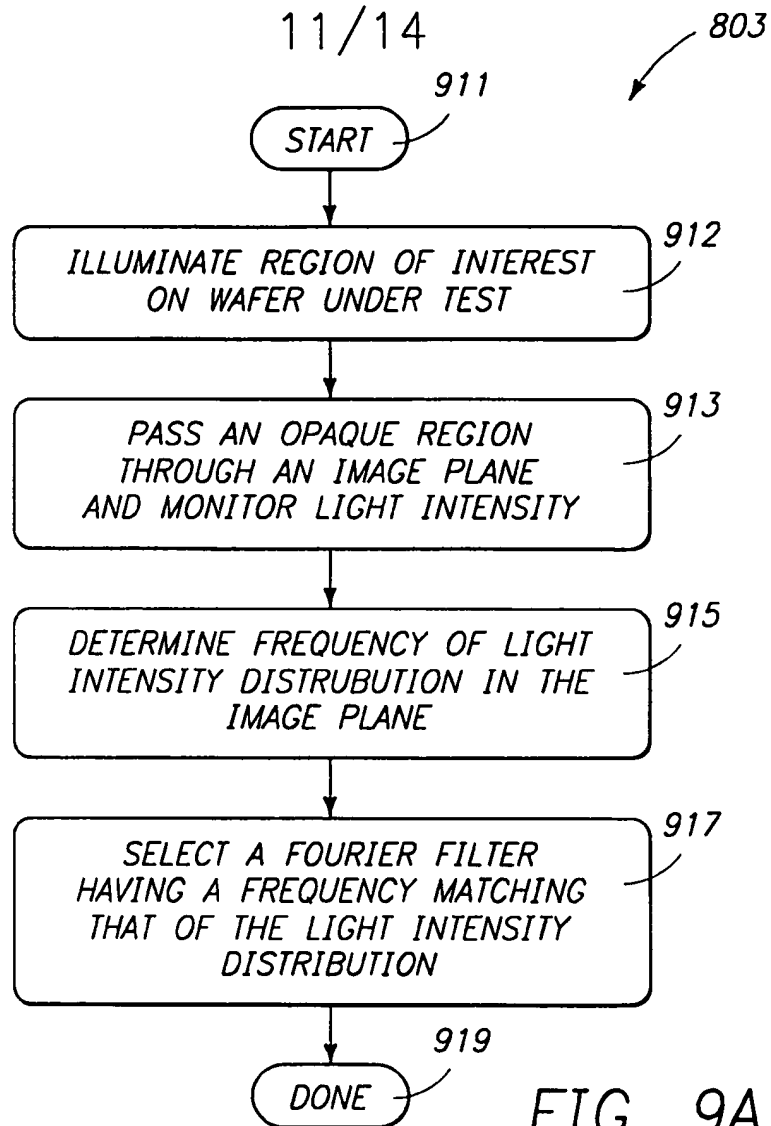 11/14
803
911
START
912
ILLUMINATE REGION OF INTEREST
ON WAFER UNDER TEST
913
PASS AN OPAQUE REGION
THROUGH AN IMAGE PLANE
AND MONITOR LIGHT INTENSITY
915
DETERMINE FREQUENCY OF LIGHT
INTENSITY DISTRUBUTION IN THE
IMAGE PLANE
917
SELECT A FOURIER FILTER
HAVING A FREQUENCY MATCHING
THAT OF THE LIGHT INTENSITY
DISTRIBUTION
919
DONE
FIG. 9A